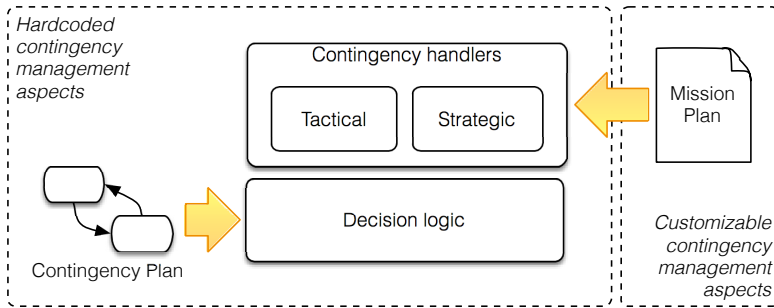 Hardcoded
contingency
management
aspects
Contingency handlers
Tactical
Strategic
Mission
Plan
Decision logic
Contingency Plan
Customizable
contingency
management
aspects